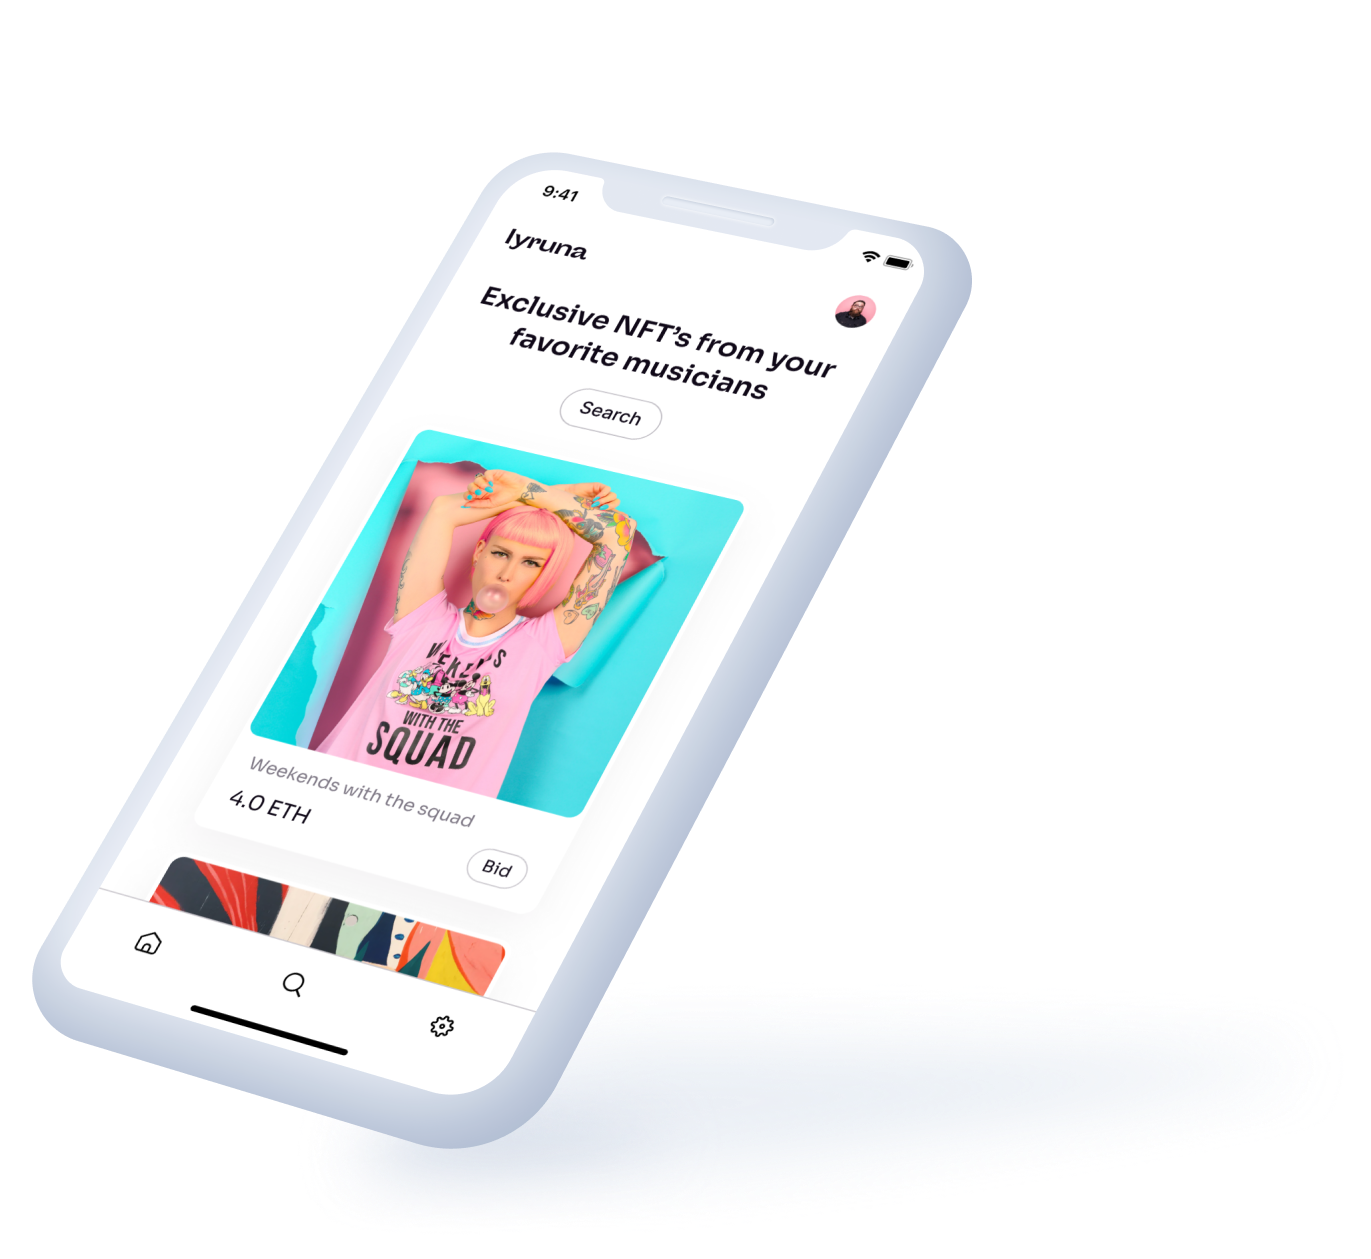 9:41
lyruna
Exclusive NFT’s from your
favorite musicians
Search
WITH THE
SQUAD
Weekends with the squad
4.0 ETH
Bid